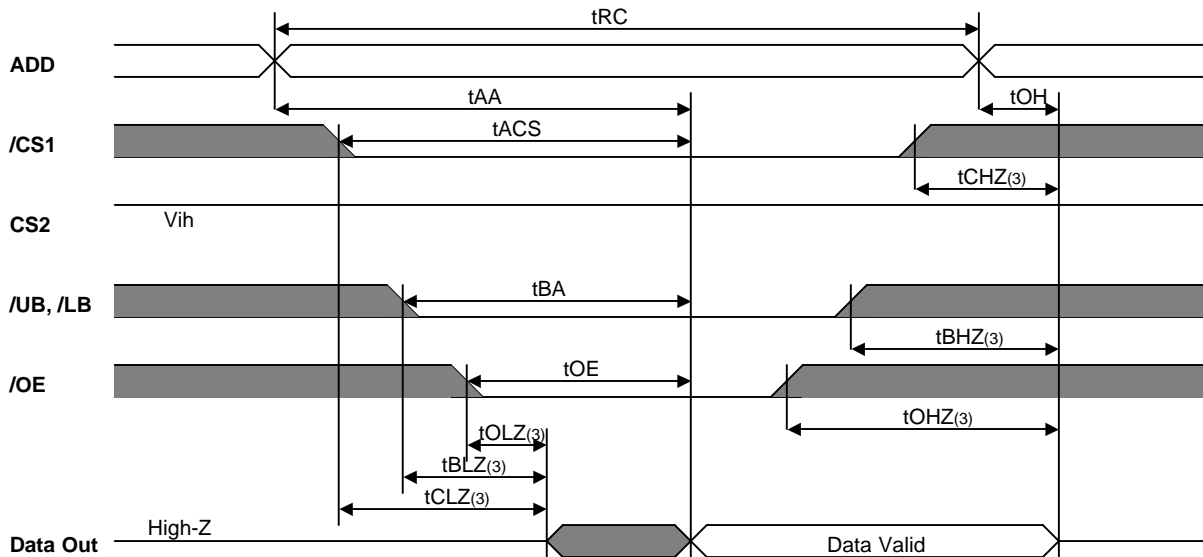 tRC
ADD
tAA
tOH
/CS1
tACS
tCHZ(3)
CS2
Vih
/UB, /LB
tBA
tBHZ(3)
/OE
tOE
tOHZ(3)
tOLZ(3)
tBLZ(3)
tCLZ(3)
Data Out
High-Z
Data Valid